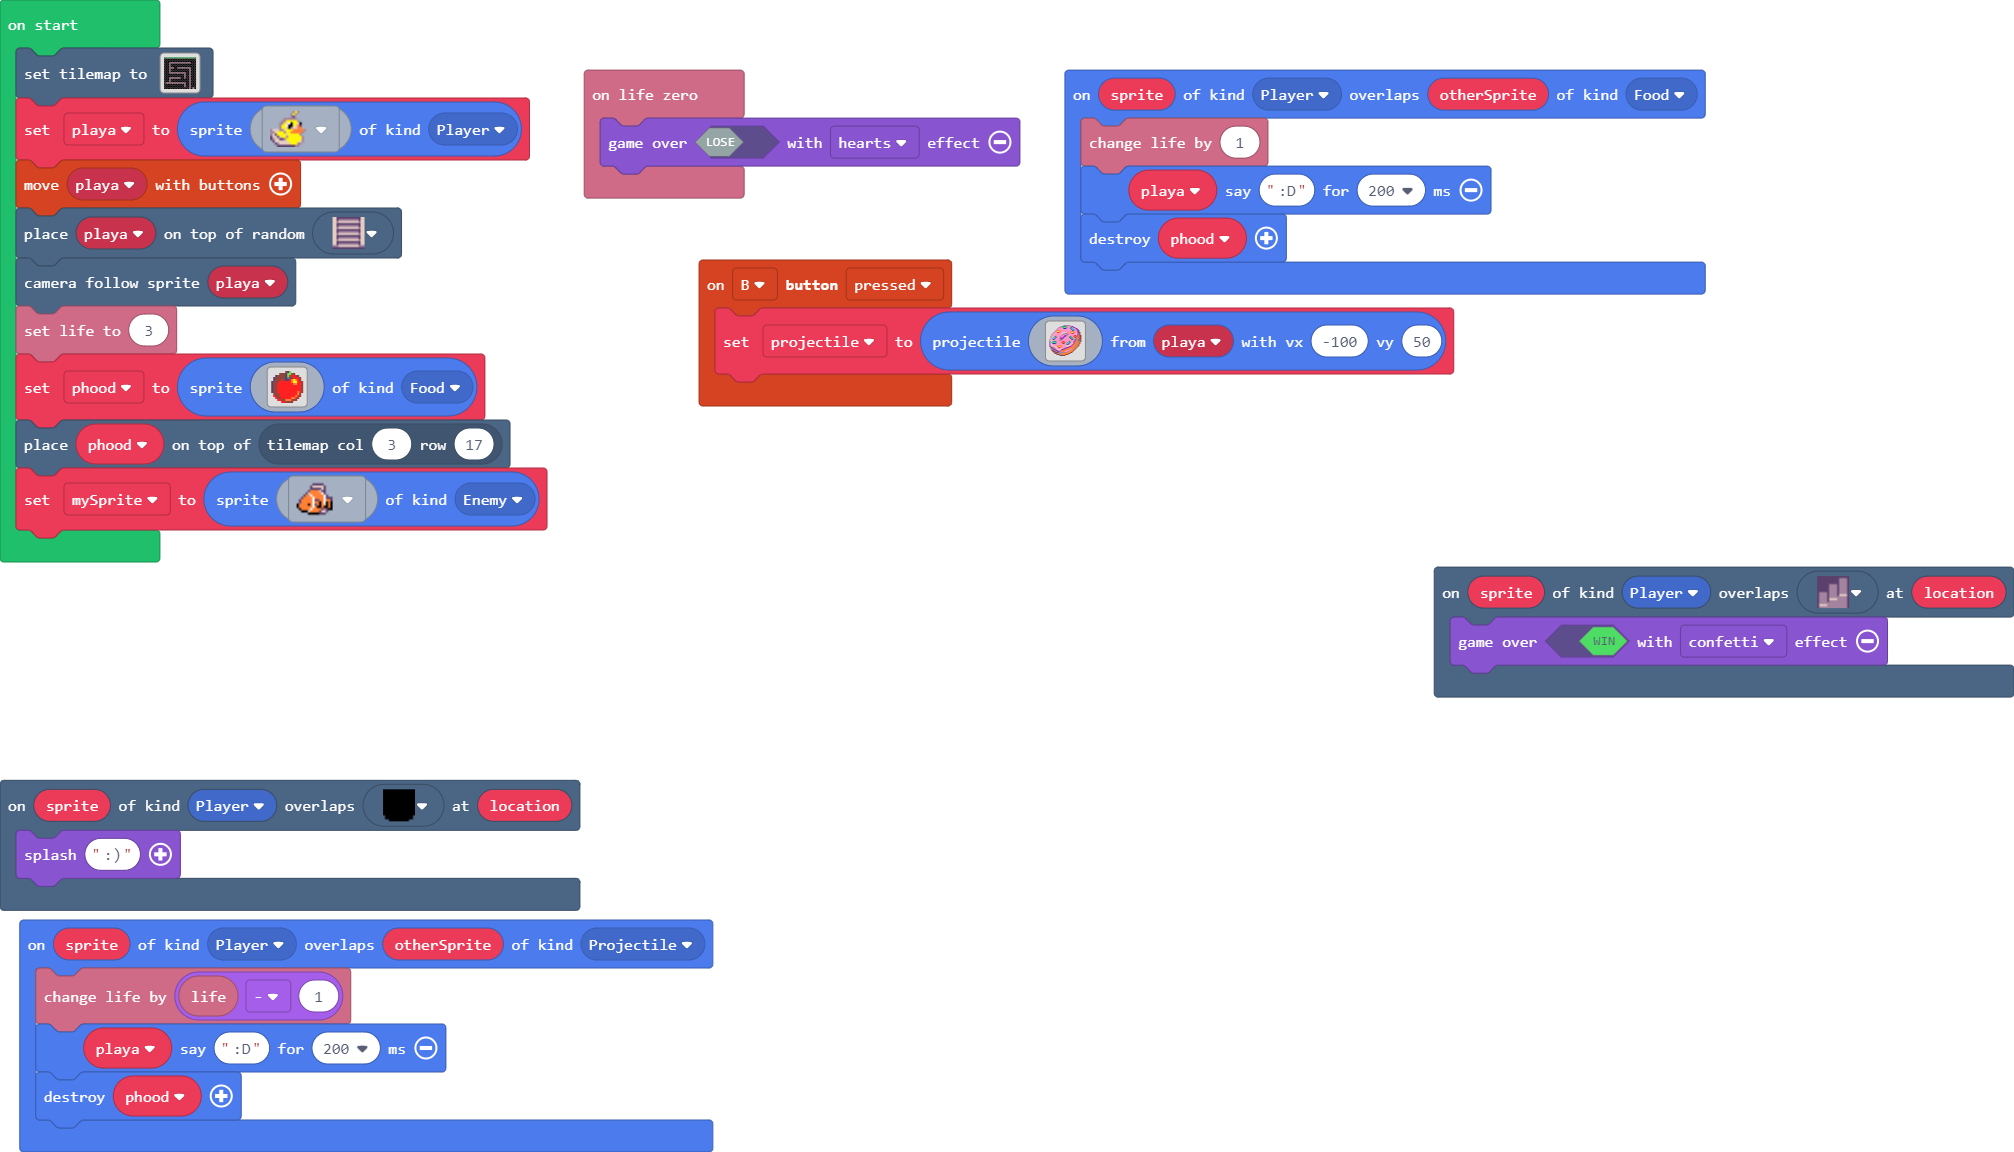 on start
set tilemap to
set playa to sprite of kind Player
move playa with buttons
place playa on top of random
camera follow sprite playa
set life to 3
set phood to sprite of kind Food
place phood on top of tilemap col 3 row 17
set mySprite to sprite of kind Enemy
on life zero
game over LOSE with hearts effect
on sprite of kind Player overlaps otherSprite of kind Food
change life by 1
playa say ":D" for 200 ms
destroy phood
on B button pressed
set projectile to projectile from playa with vx -100 vy 50
on sprite of kind Player overlaps at location
game over WIN with confetti effect
on sprite of kind Player overlaps at location
splash ":)"
on sprite of kind Player overlaps otherSprite of kind Projectile
change life by life - 1
playa say ":D" for 200 ms
destroy phood